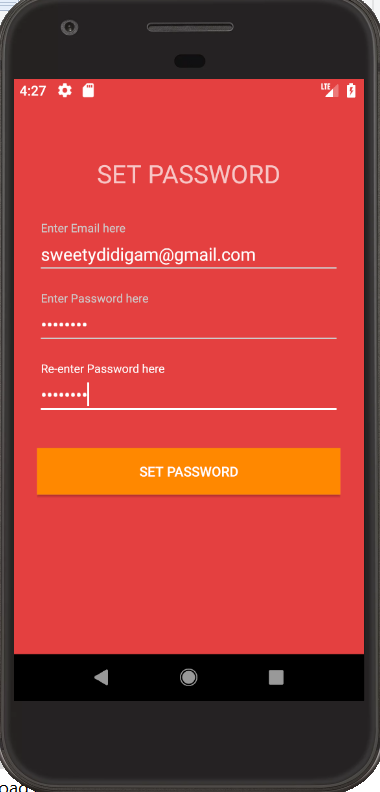 4:27 LTE
SET PASSWORD
Enter Email here
sweetydidigam@gmail.com
Enter Password here
••••••••
Re-enter Password here
••••••••
SET PASSWORD
oad